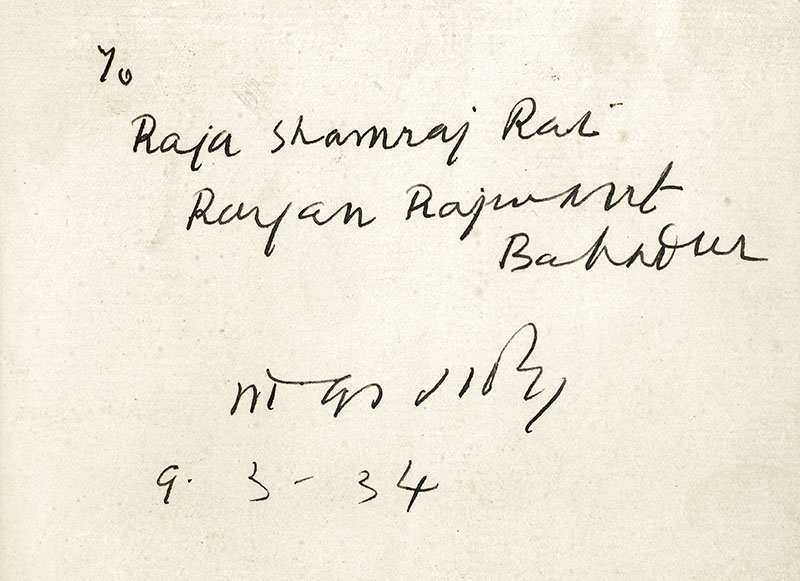 To
Raja Shamraj Rai
Rayan Rajwant
Bahadur
मो क गांधी
9. 3 - 34